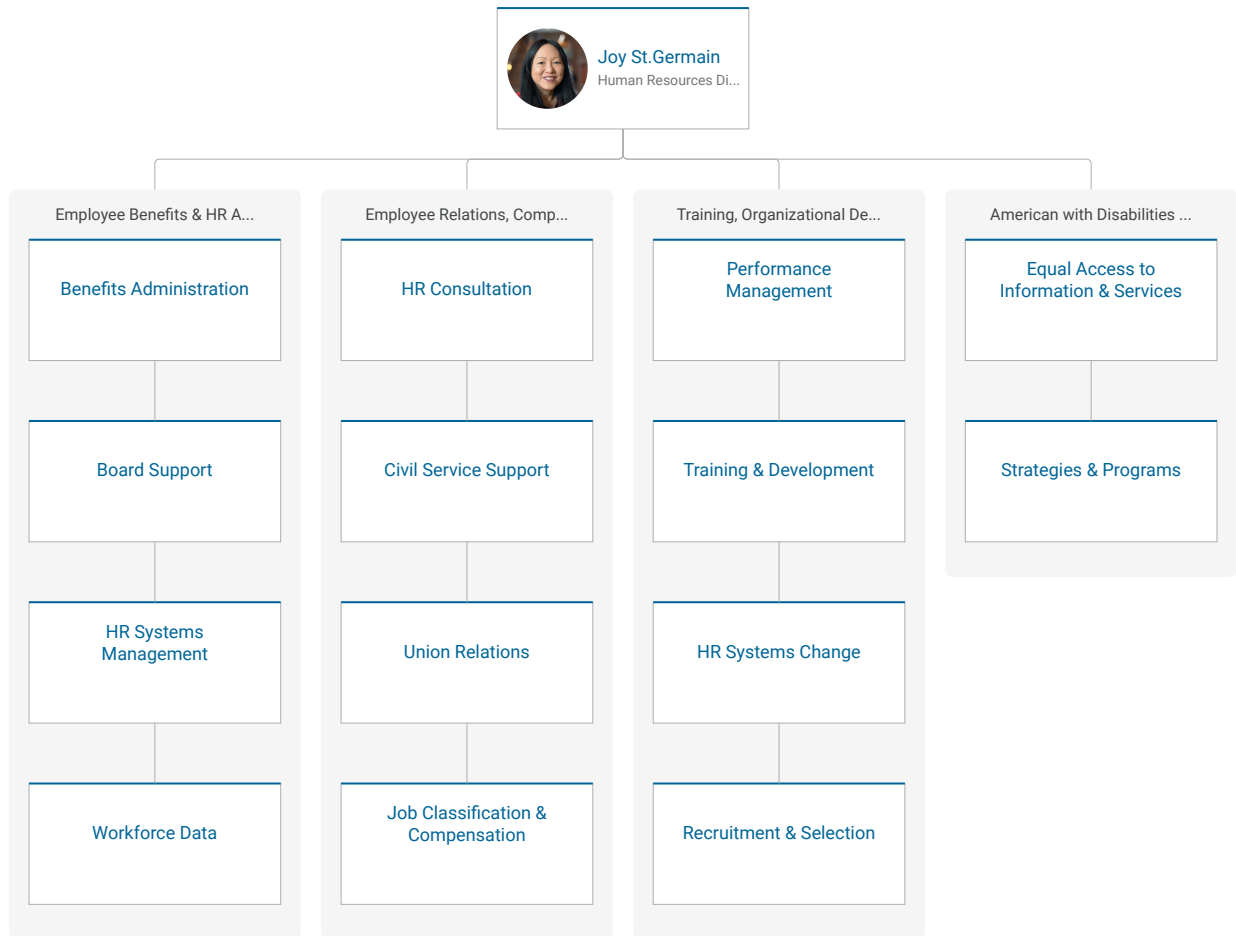 Joy St.Germain
Human Resources Di...
Employee Benefits & HR A...
Benefits Administration
Board Support
HR Systems
Management
Workforce Data
Employee Relations, Comp...
HR Consultation
Civil Service Support
Union Relations
Job Classification &
Compensation
Training, Organizational De...
Performance
Management
Training & Development
HR Systems Change
Recruitment & Selection
American with Disabilities ...
Equal Access to
Information & Services
Strategies & Programs